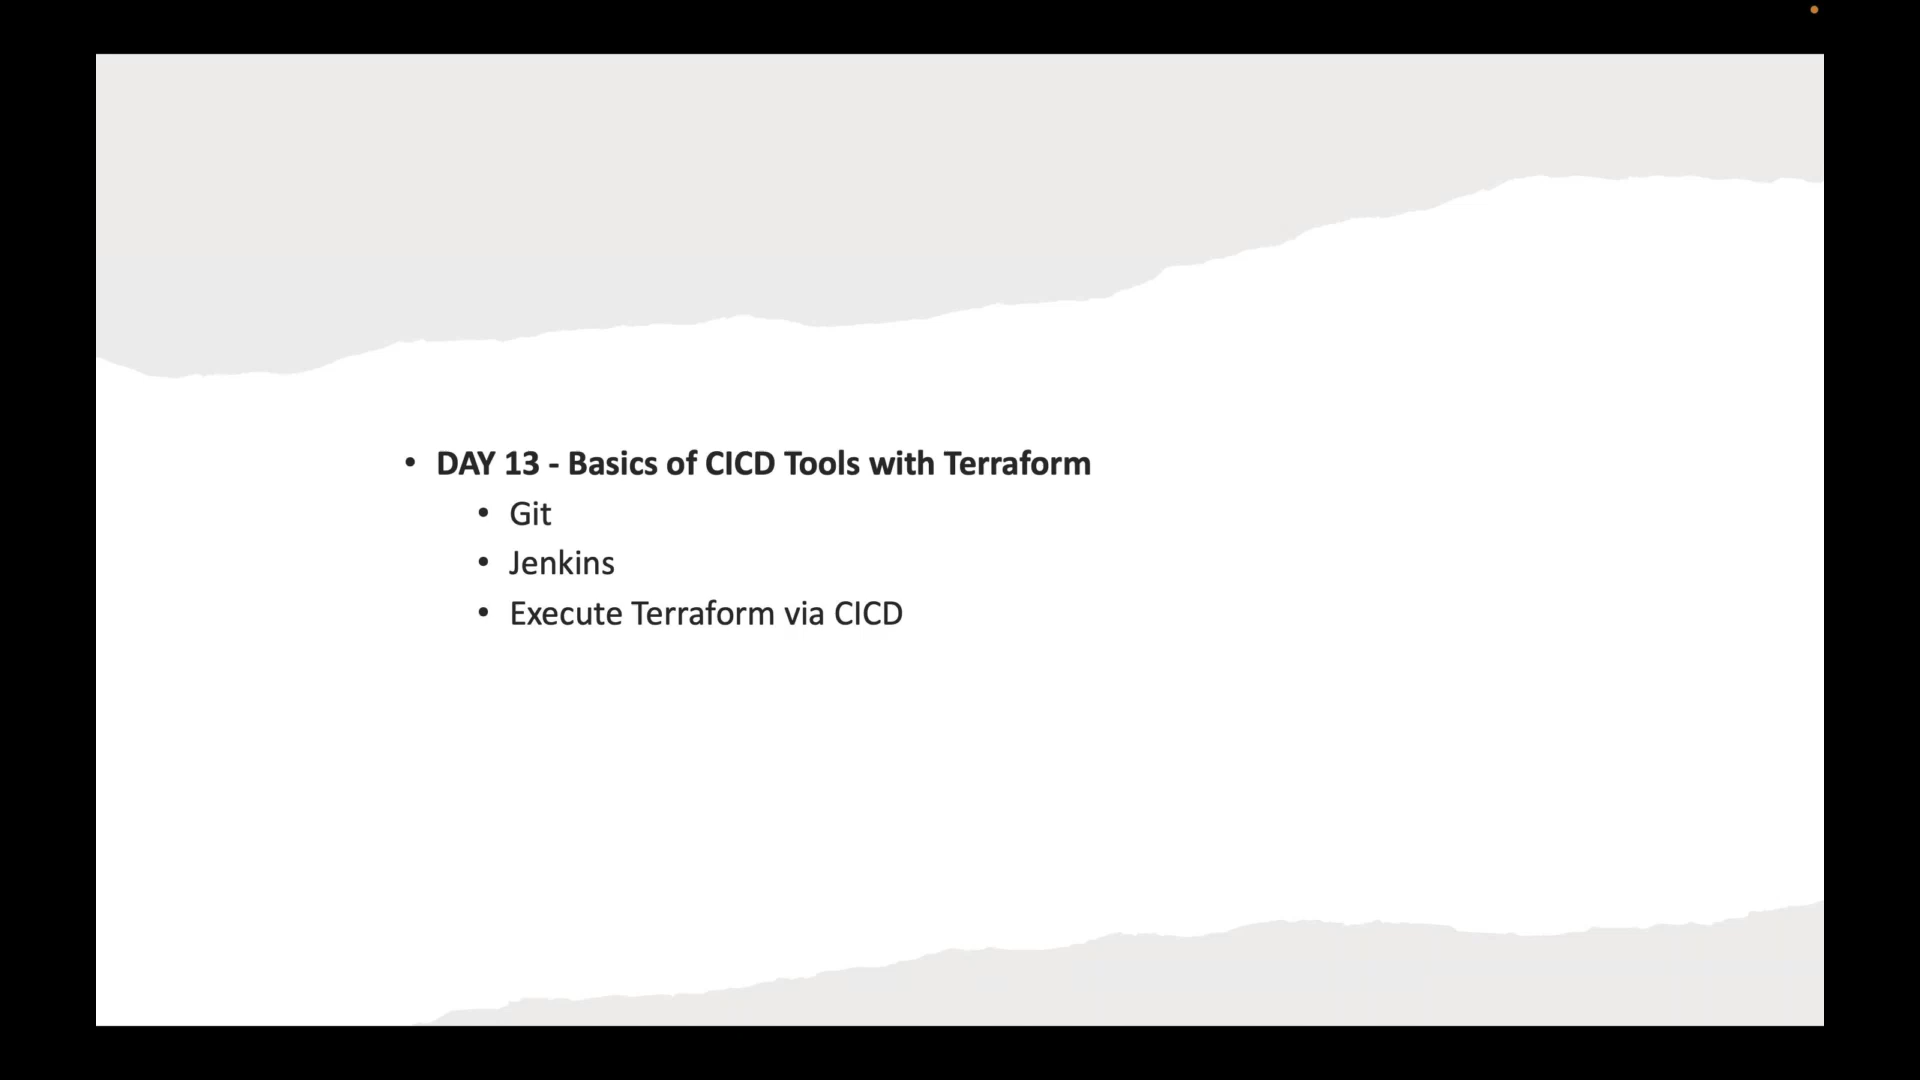 • DAY 13 - Basics of CICD Tools with Terraform
• Git
• Jenkins
• Execute Terraform via CICD